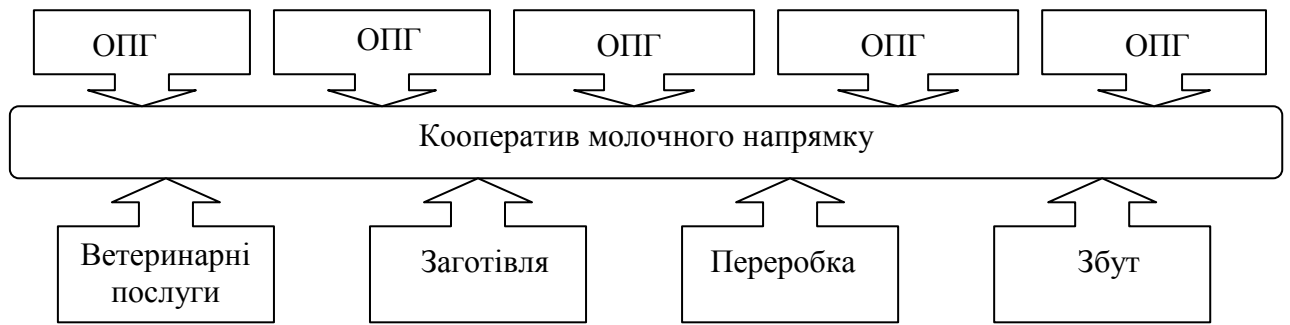 ОПГ
ОПГ
ОПГ
ОПГ
ОПГ
Кооператив молочного напрямку
Ветеринарні
послуги
Заготівля
Переробка
Збут